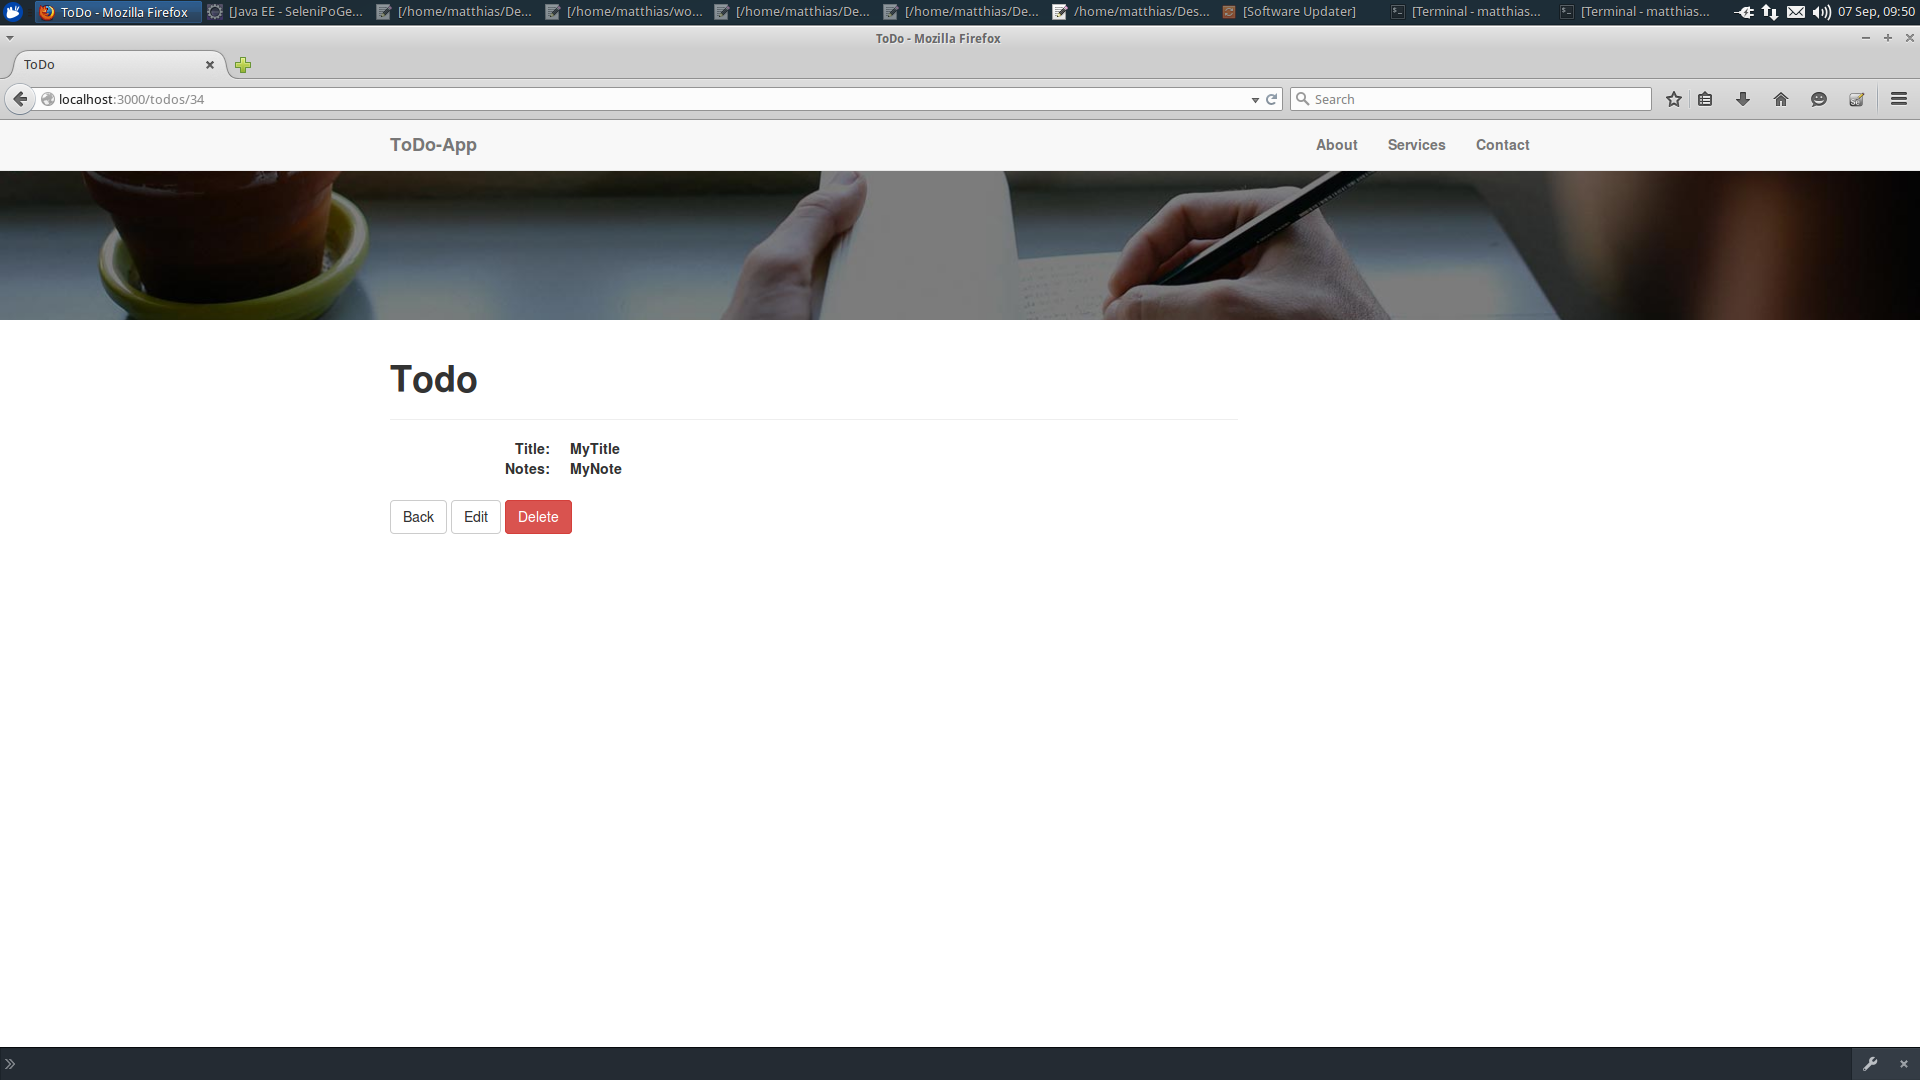 ToDo - Mozilla Firefox
[Java EE - SeleniPoGe...
[/home/matthias/De...
[/home/matthias/wo...
[/home/matthias/De...
[/home/matthias/De...
/home/matthias/Des...
[Software Updater]
[Terminal - matthias...
[Terminal - matthias...
07 Sep, 09:50
ToDo - Mozilla Firefox
ToDo
localhost:3000/todos/34
Search
ToDo-App
About
Services
Contact
Todo
Title: MyTitle
Notes: MyNote
Back
Edit
Delete